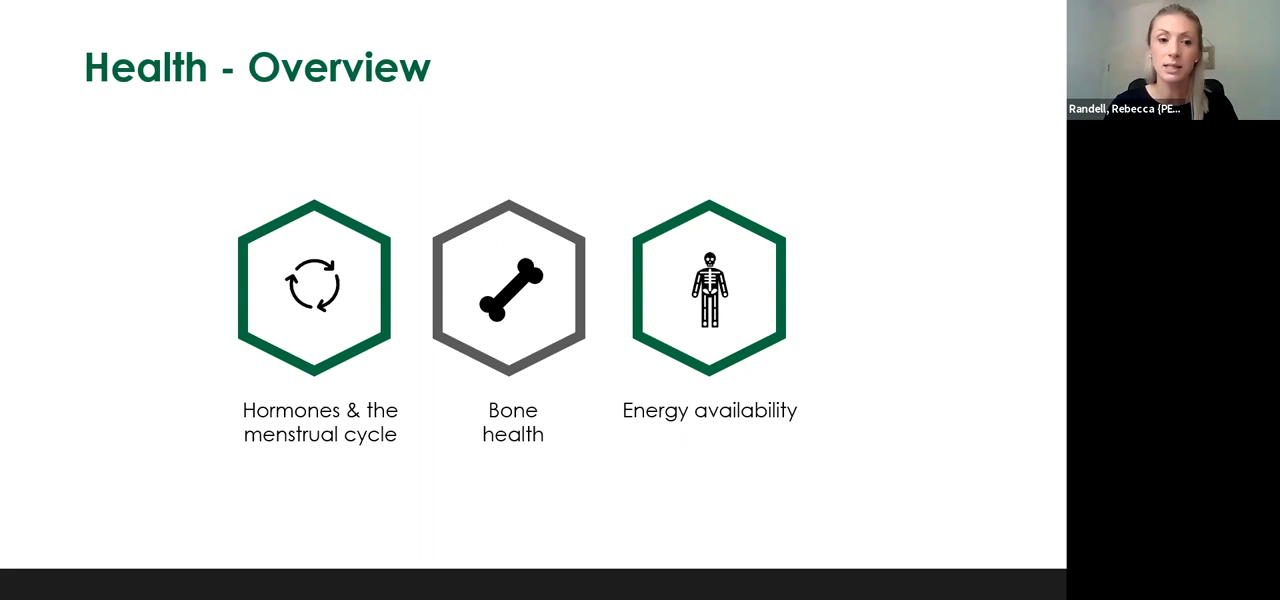 Health - Overview
Randell, Rebecca {PE...
Hormones & the
menstrual cycle
Bone
health
Energy availability